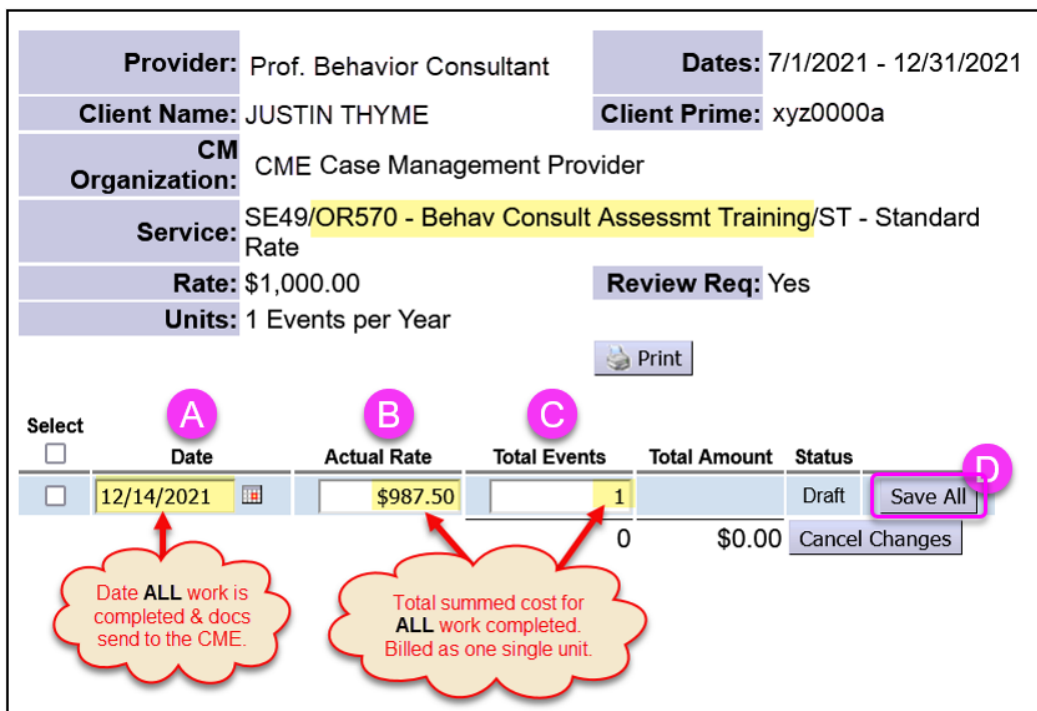 Provider: Prof. Behavior Consultant Dates: 7/1/2021 - 12/31/2021
Client Name: JUSTIN THYME Client Prime: xyz0000a
CM
Organization: CME Case Management Provider
Service: SE49/OR570 - Behav Consult Assessmt Training/ST - Standard
Rate
Rate: $1,000.00 Review Req: Yes
Units: 1 Events per Year
Print
A B C
Select
Date Actual Rate Total Events Total Amount Status
D
12/14/2021 $987.50 1 Draft Save All
0 $0.00 Cancel Changes
Date ALL work is
completed & docs
send to the CME.
Total summed cost for
ALL work completed.
Billed as one single unit.